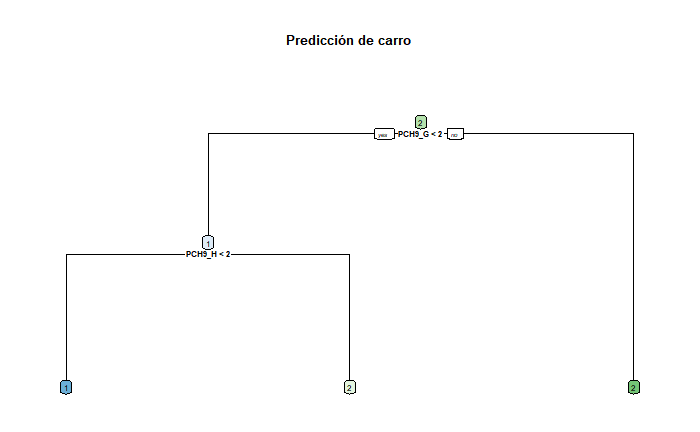 Predicción de carro
2
yes PCH9_G < 2 no
1
PCH9_H < 2
1 2 2